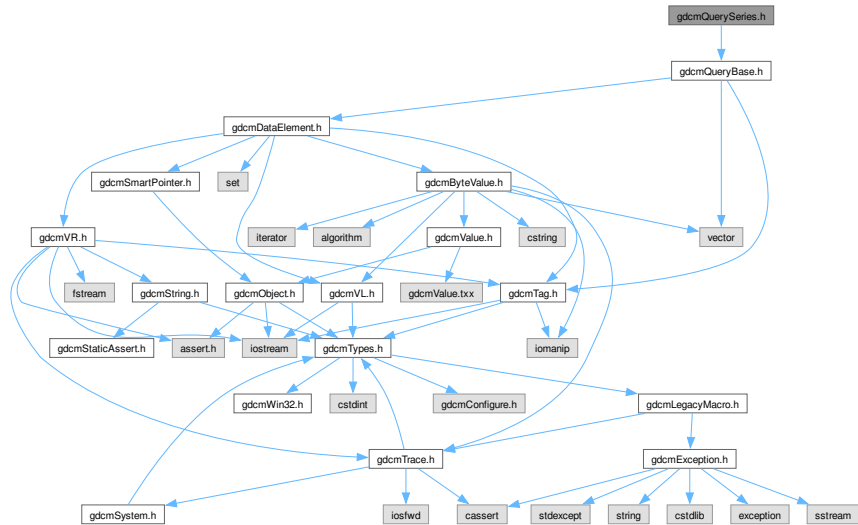 gdcmQuerySeries.h
gdcmQueryBase.h
gdcmDataElement.h
gdcmSmartPointer.h
set
gdcmByteValue.h
gdcmVR.h
iterator
algorithm
gdcmValue.h
cstring
vector
fstream
gdcmString.h
gdcmObject.h
gdcmVL.h
gdcmValue.txx
gdcmTag.h
gdcmStaticAssert.h
assert.h
iostream
gdcmTypes.h
iomanip
gdcmWin32.h
cstdint
gdcmConfigure.h
gdcmLegacyMacro.h
gdcmTrace.h
gdcmException.h
gdcmSystem.h
iosfwd
cassert
stdexcept
string
cstdlib
exception
sstream